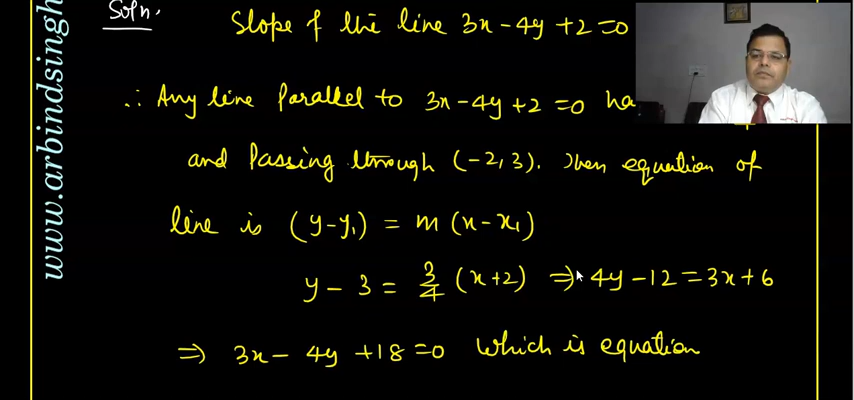 Soln.
Slope of the line 3x - 4y + 2 = 0
∴ Any line Parallel to 3x - 4y + 2 = 0 ha
4
and Passing through (-2, 3). Then equation of
line is (y - y₁) = m (x - x₁)
y - 3 = 3/4 (x + 2) ⇒ 4y - 12 = 3x + 6
⇒ 3x - 4y + 18 = 0 which is equation
www.arbindsingh